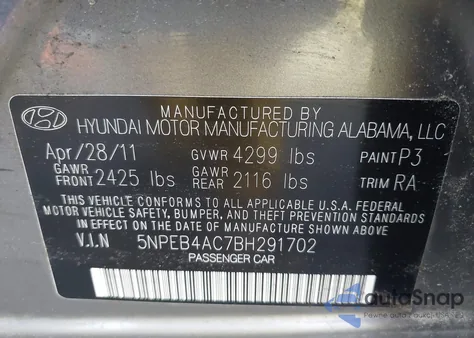 MANUFACTURED BY
HYUNDAI MOTOR MANUFACTURING ALABAMA, LLC
Apr/28/11 GVWR 4299 lbs PAINT P3
GAWR FRONT 2425 lbs GAWR REAR 2116 lbs TRIM RA
THIS VEHICLE CONFORMS TO ALL APPLICABLE U.S. FEDERAL
MOTOR VEHICLE SAFETY, BUMPER, AND THEFT PREVENTION STANDARDS
IN EFFECT ON THE DATE OF MANUFACTURE SHOWN ABOVE.
V.I.N 5NPEB4AC7BH291702
PASSENGER CAR
autoSnap
Pewne auto z